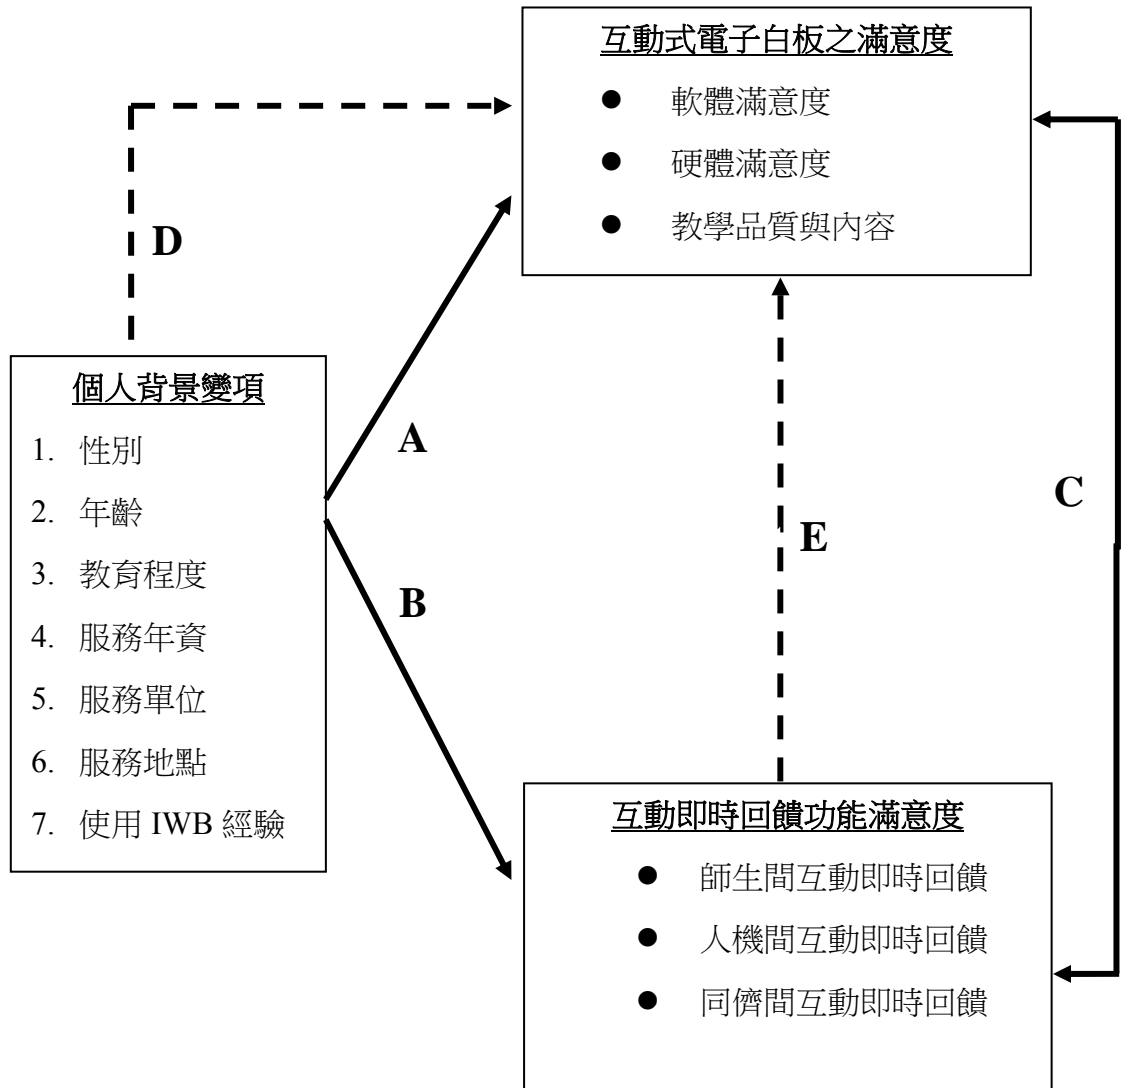 互動式電子白板之滿意度
● 軟體滿意度
● 硬體滿意度
● 教學品質與內容
D
個人背景變項
1. 性別
2. 年齡
3. 教育程度
4. 服務年資
5. 服務單位
6. 服務地點
7. 使用 IWB 經驗
A
B
E
C
互動即時回饋功能滿意度
● 師生間互動即時回饋
● 人機間互動即時回饋
● 同儕間互動即時回饋